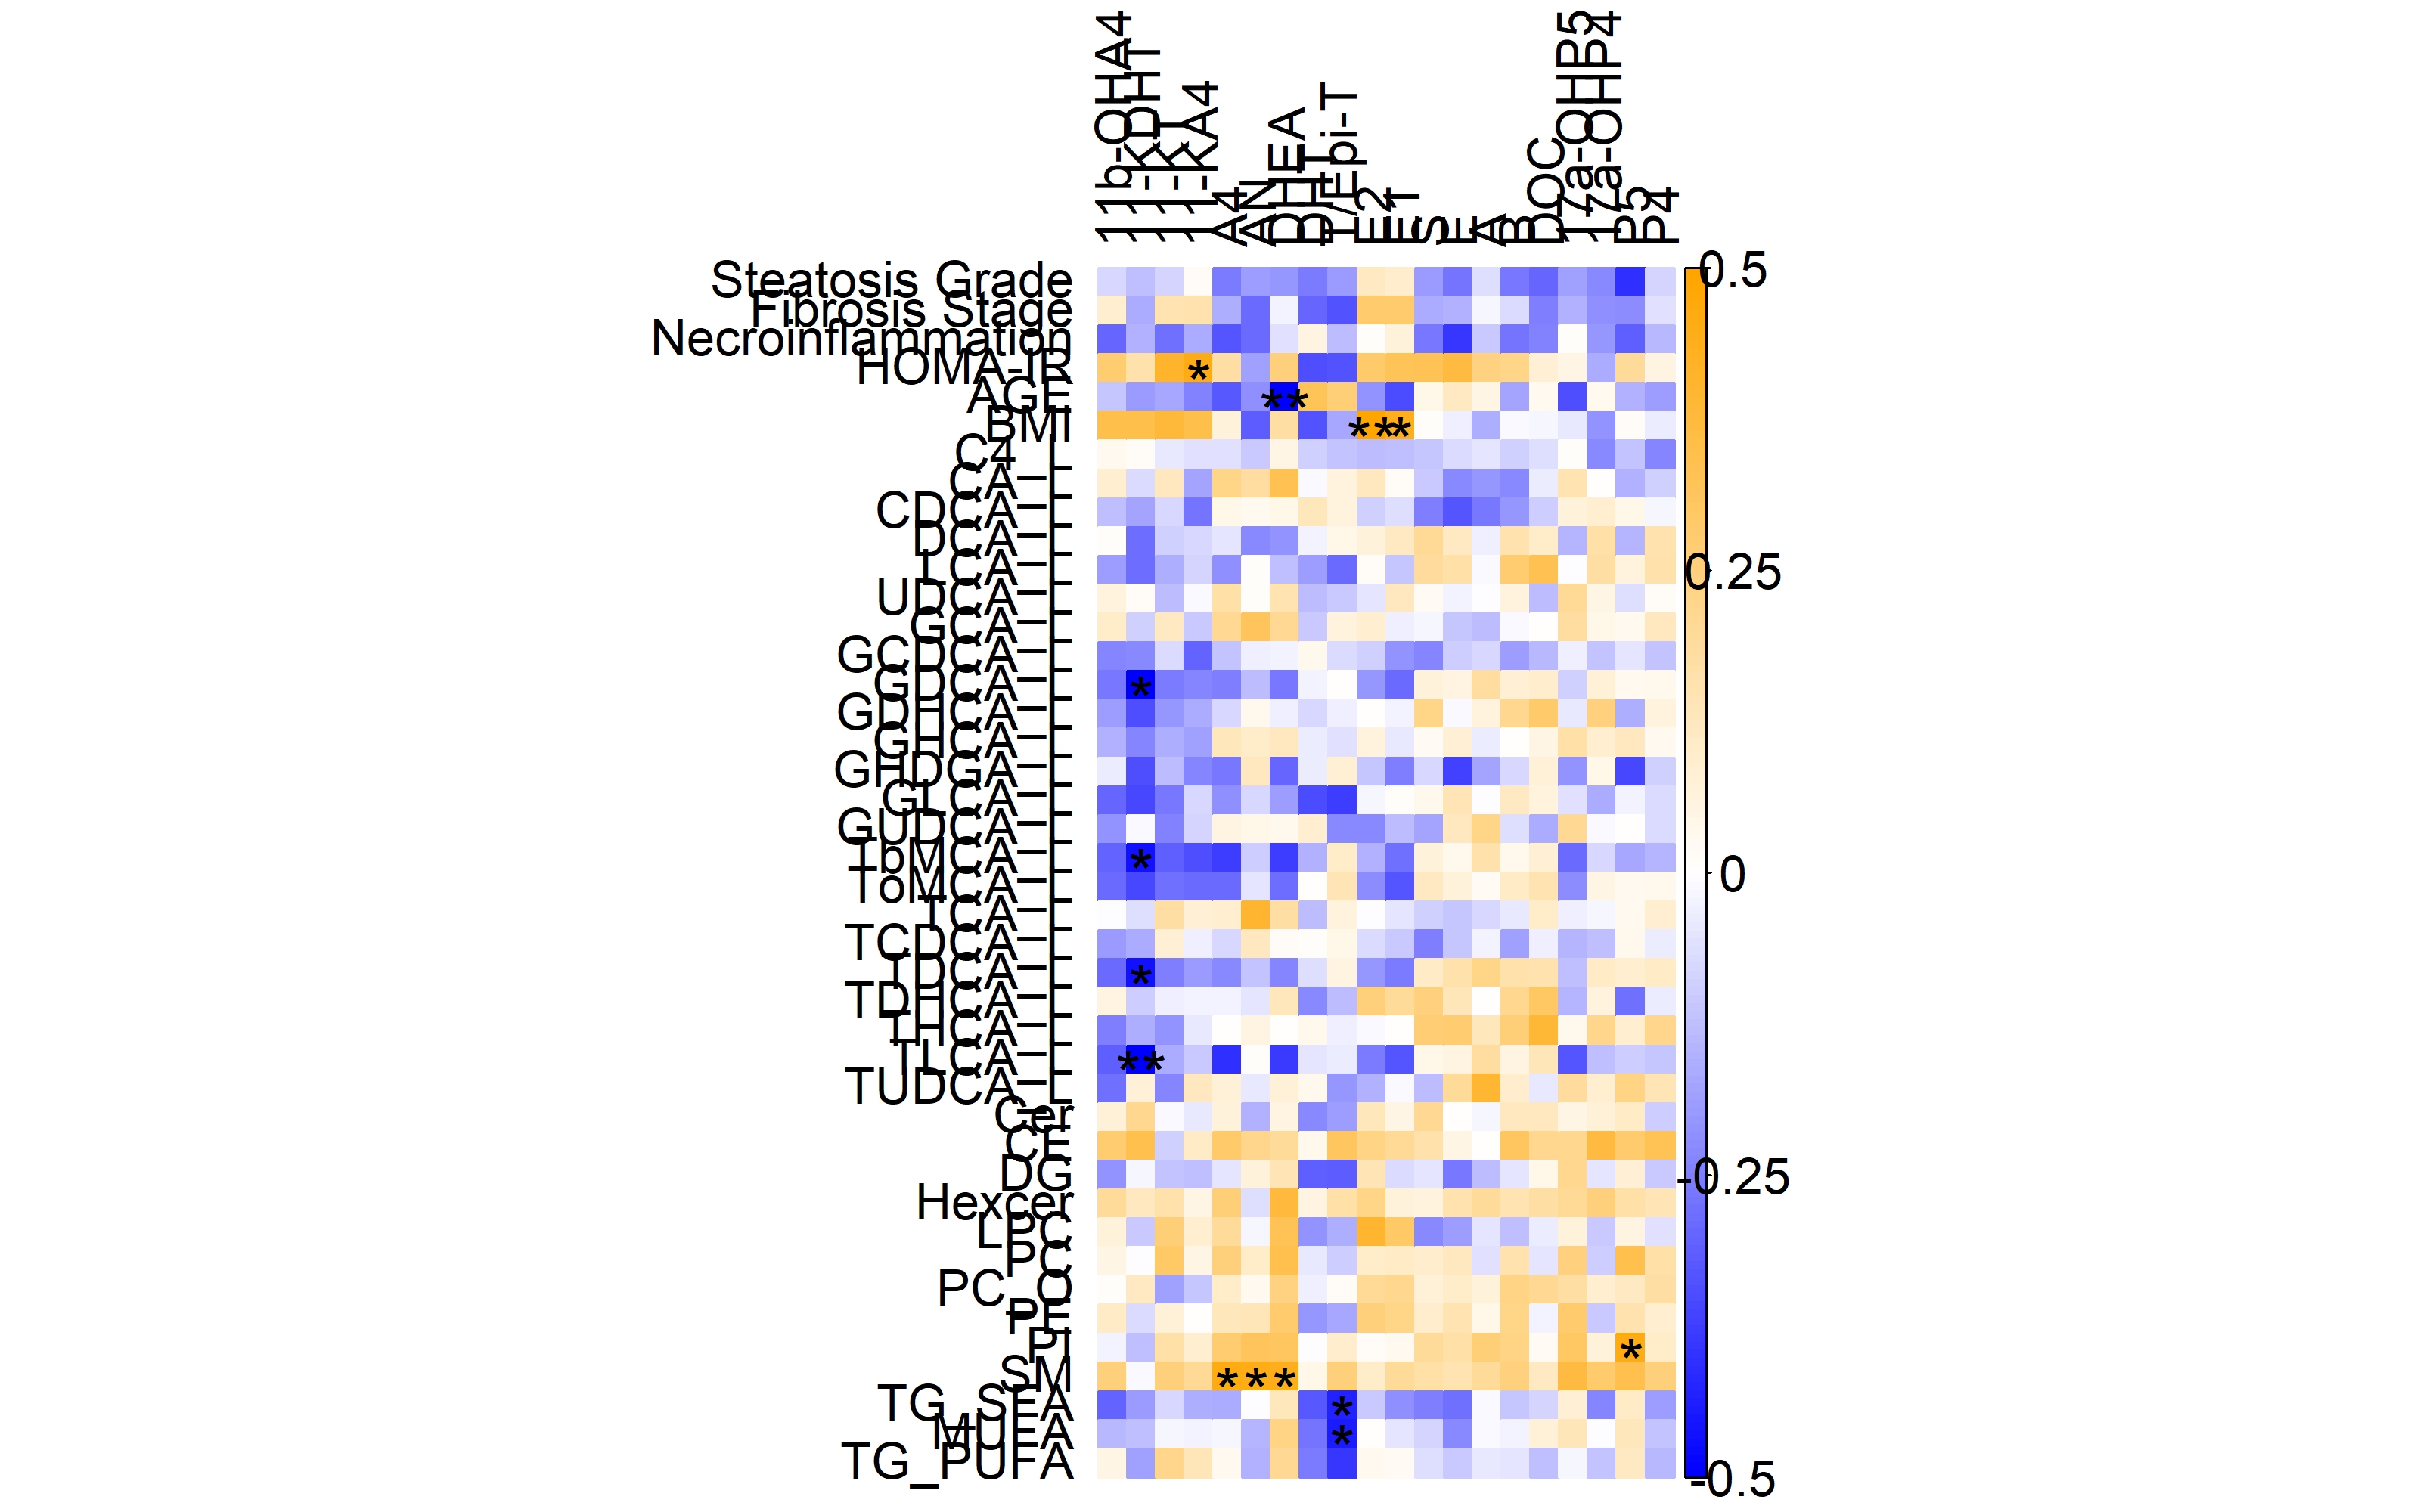 11b-OHA4
11-KDHT
11-KT
11-KA4
A4
AN
DHEA
DHT
T/Epi-T
E2
E1
S
F
A
B
DOC
17a-OHP5
17a-OHP4
P5
P4
Steatosis Grade
Fibrosis Stage
Necroinflammation
HOMA-IR
AGE
BMI
C4_L
CA−L
CDCA−L
DCA−L
LCA−L
UDCA−L
GCA−L
GCDCA−L
GDCA−L
GDHCA−L
GHCA−L
GHDGA−L
GLCA−L
GUDCA−L
TbMCA−L
ToMCA−L
TCA−L
TCDCA−L
TDCA−L
TDHCA−L
THCA−L
TLCA−L
TUDCA−L
Cer
CE
DG
Hexcer
LPC
PC
PC_O
PE
PI
SM
TG_SFA
MUFA
TG_PUFA
0.5
0.25
0
-0.25
-0.5